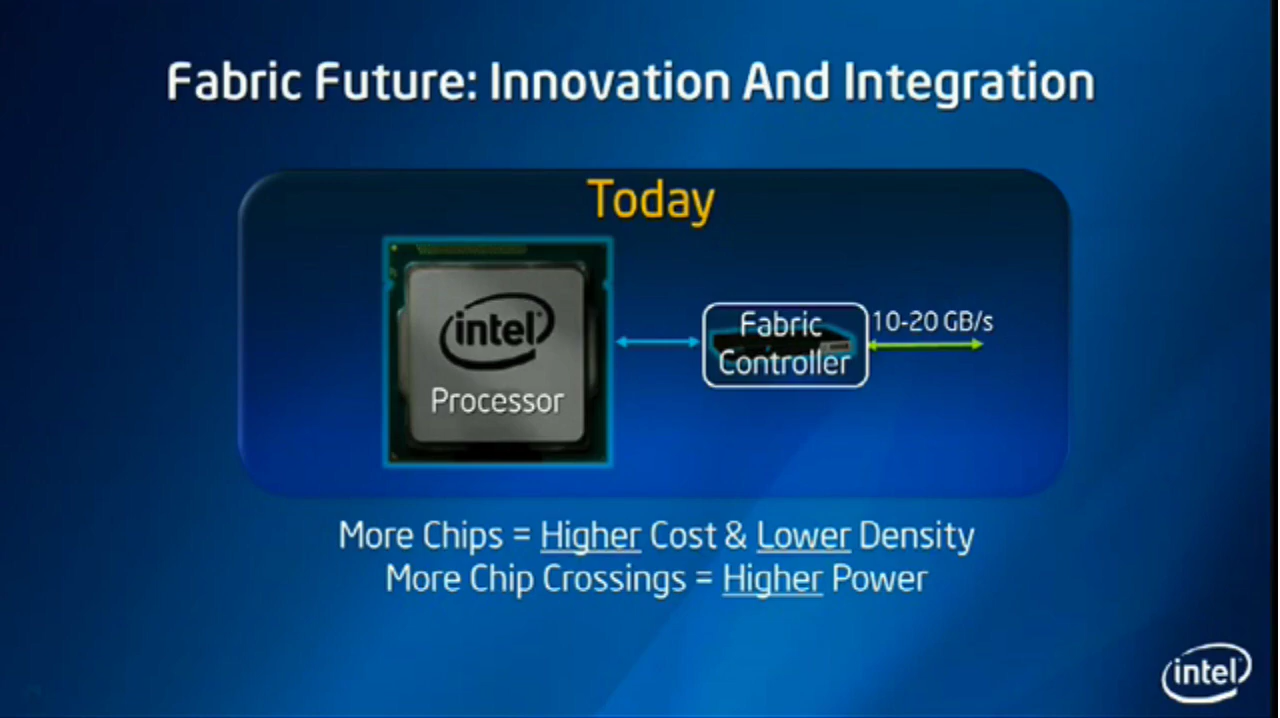 Fabric Future: Innovation And Integration
Today
intel
Processor
Fabric
Controller
10-20 GB/s
More Chips = Higher Cost & Lower Density
More Chip Crossings = Higher Power
intel